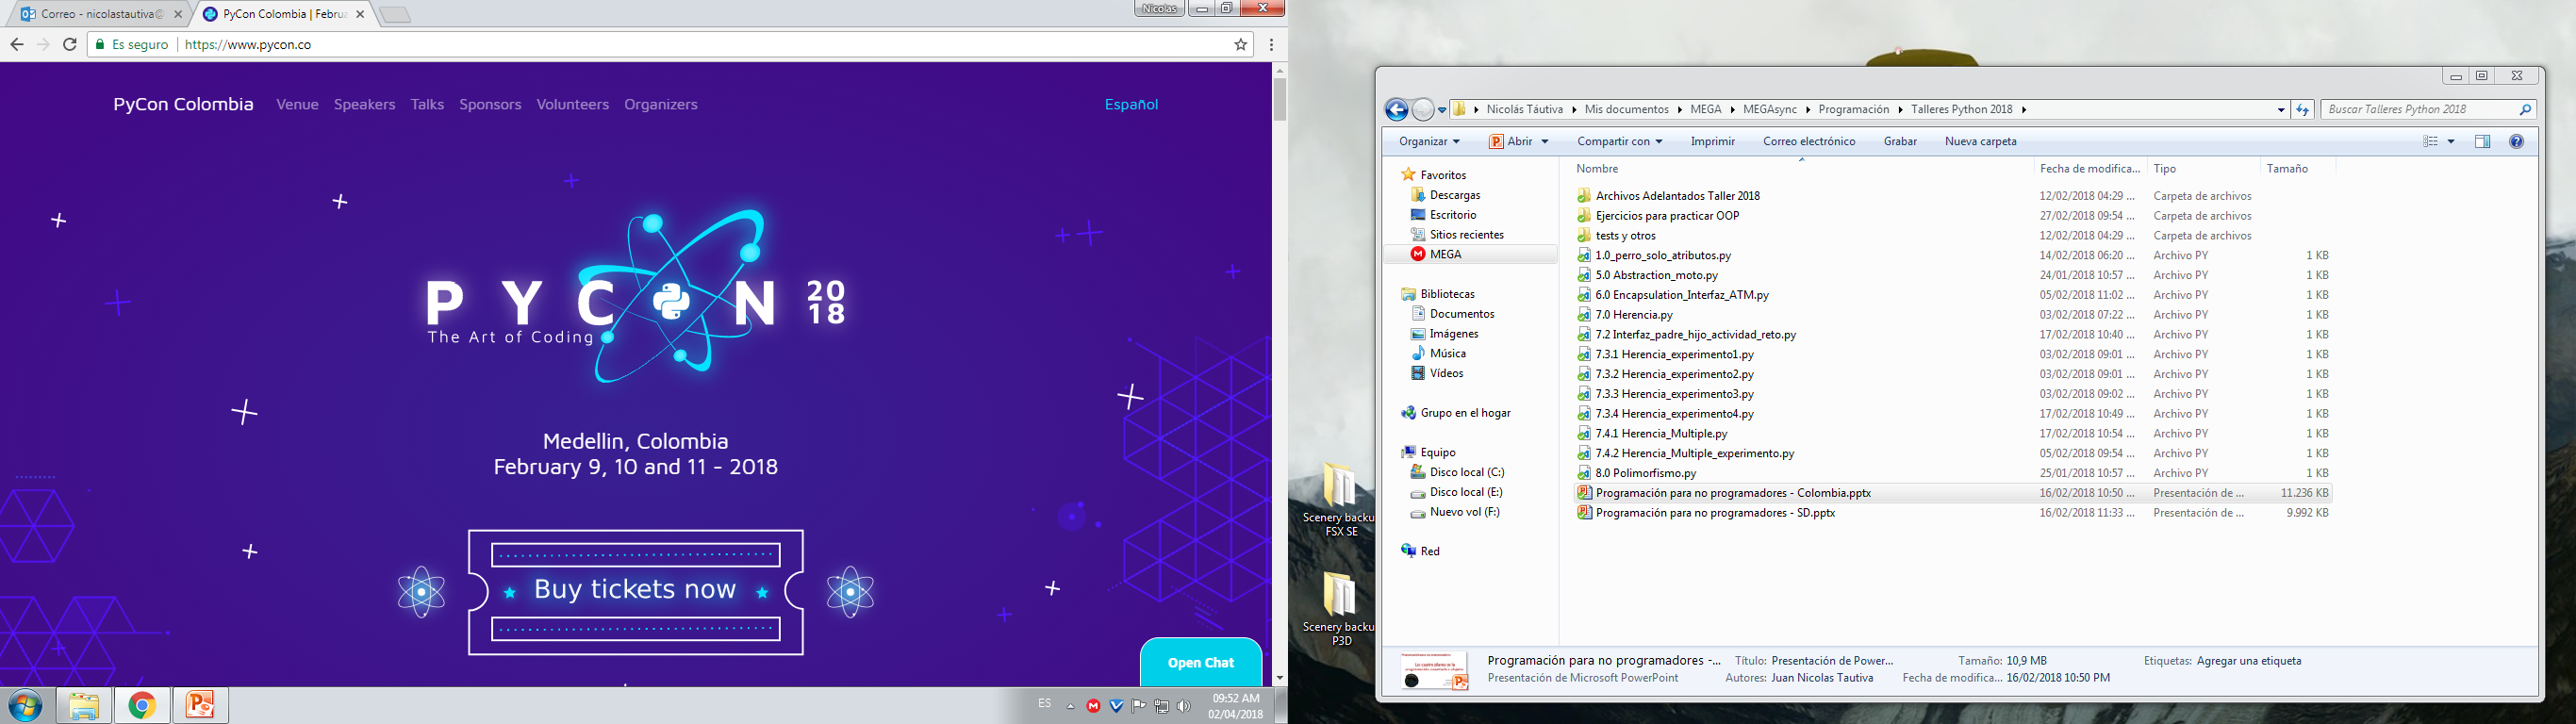 Correo - nicolastautiva@
PyCon Colombia | Februa
Nicolas
Es seguro
https://www.pycon.co
PyCon Colombia
Venue
Speakers
Talks
Sponsors
Volunteers
Organizers
Español
PYCON 2018
The Art of Coding
Medellin, Colombia
February 9, 10 and 11 - 2018
Buy tickets now
Open Chat
ES
09:52 AM
02/04/2018
Scenery backu
FSX SE
Scenery backu
P3D
Nicolás Táutiva
Mis documentos
MEGA
MEGAsync
Programación
Talleres Python 2018
Buscar Talleres Python 2018
Organizar
Abrir
Compartir con
Imprimir
Correo electrónico
Grabar
Nueva carpeta
Favoritos
Descargas
Escritorio
Sitios recientes
MEGA
Bibliotecas
Documentos
Imágenes
Música
Vídeos
Grupo en el hogar
Equipo
Disco local (C:)
Disco local (E:)
Nuevo vol (F:)
Red
Nombre Fecha de modifica... Tipo Tamaño
Archivos Adelantados Taller 2018 12/02/2018 04:29 ... Carpeta de archivos
Ejercicios para practicar OOP 27/02/2018 09:54 ... Carpeta de archivos
tests y otros 12/02/2018 04:29 ... Carpeta de archivos
1.0_perro_solo_atributos.py 14/02/2018 06:20 ... Archivo PY 1 KB
5.0 Abstraction_moto.py 24/01/2018 10:57 ... Archivo PY 1 KB
6.0 Encapsulation_Interfaz_ATM.py 05/02/2018 11:02 ... Archivo PY 1 KB
7.0 Herencia.py 03/02/2018 07:22 ... Archivo PY 1 KB
7.2 Interfaz_padre_hijo_actividad_reto.py 17/02/2018 10:40 ... Archivo PY 1 KB
7.3.1 Herencia_experimento1.py 03/02/2018 09:01 ... Archivo PY 1 KB
7.3.2 Herencia_experimento2.py 03/02/2018 09:01 ... Archivo PY 1 KB
7.3.3 Herencia_experimento3.py 03/02/2018 09:02 ... Archivo PY 1 KB
7.3.4 Herencia_experimento4.py 17/02/2018 10:49 ... Archivo PY 1 KB
7.4.1 Herencia_Multiple.py 17/02/2018 10:54 ... Archivo PY 1 KB
7.4.2 Herencia_Multiple_experimento.py 05/02/2018 09:54 ... Archivo PY 1 KB
8.0 Polimorfismo.py 25/01/2018 10:57 ... Archivo PY 1 KB
Programación para no programadores - Colombia.pptx 16/02/2018 10:50 ... Presentación de ... 11.236 KB
Programación para no programadores - SD.pptx 16/02/2018 11:33 ... Presentación de ... 9.992 KB
Programación para no programadores -... Título: Presentación de Power... Tamaño: 10,9 MB Etiquetas: Agregar una etiqueta
Presentación de Microsoft PowerPoint Autores: Juan Nicolas Tautiva Fecha de modifica... 16/02/2018 10:50 PM